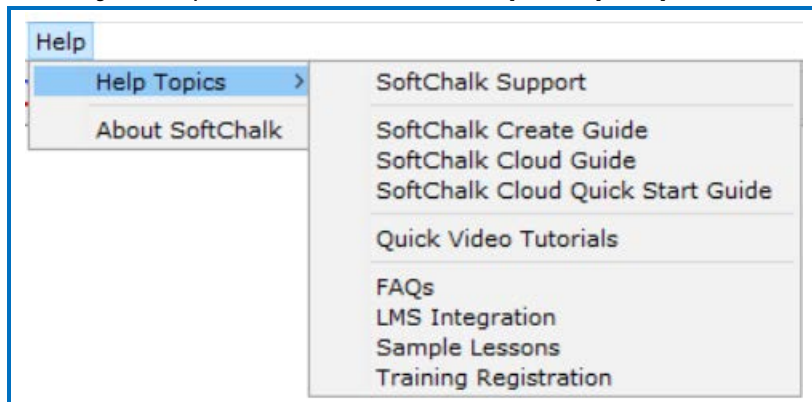 Help
Help Topics >
About SoftChalk
SoftChalk Support
SoftChalk Create Guide
SoftChalk Cloud Guide
SoftChalk Cloud Quick Start Guide
Quick Video Tutorials
FAQs
LMS Integration
Sample Lessons
Training Registration